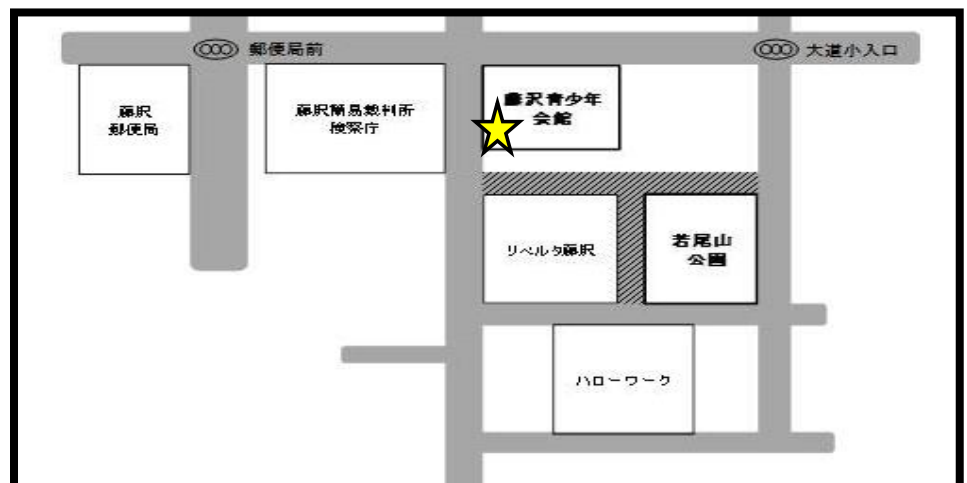 郵便局前
大道小入口
藤沢
郵便局
藤沢簡易裁判所
検察庁
藤沢青少年
会館
リベルタ藤沢
若尾山
公園
ハローワーク